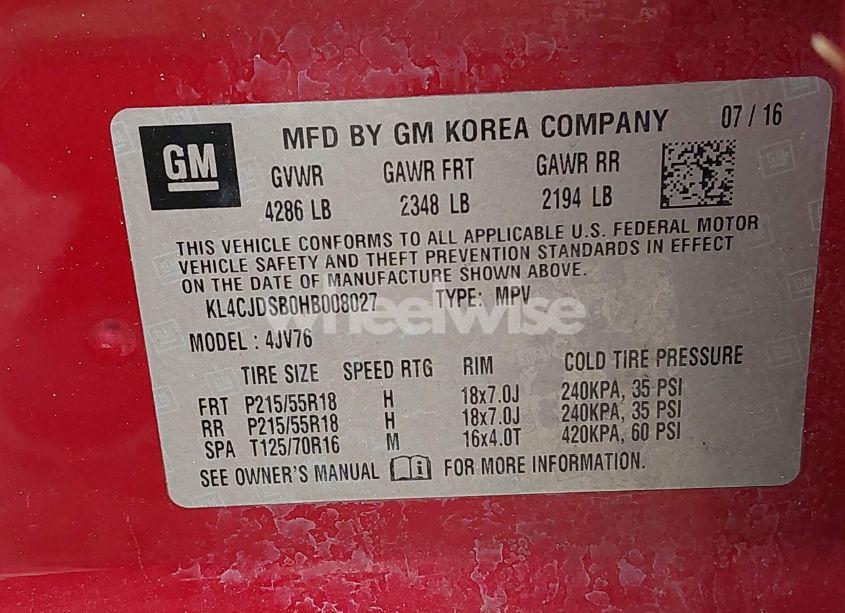 GM
MFD BY GM KOREA COMPANY 07 / 16
GVWR GAWR FRT GAWR RR
4286 LB 2348 LB 2194 LB
THIS VEHICLE CONFORMS TO ALL APPLICABLE U.S. FEDERAL MOTOR
VEHICLE SAFETY AND THEFT PREVENTION STANDARDS IN EFFECT
ON THE DATE OF MANUFACTURE SHOWN ABOVE.
KL4CJDSB0HB008027 TYPE: MPV
wheelwise
MODEL : 4JV76
TIRE SIZE SPEED RTG RIM COLD TIRE PRESSURE
FRT P215/55R18 H 18x7.0J 240KPA, 35 PSI
RR P215/55R18 H 18x7.0J 240KPA, 35 PSI
SPA T125/70R16 M 16x4.0T 420KPA, 60 PSI
SEE OWNER'S MANUAL FOR MORE INFORMATION.